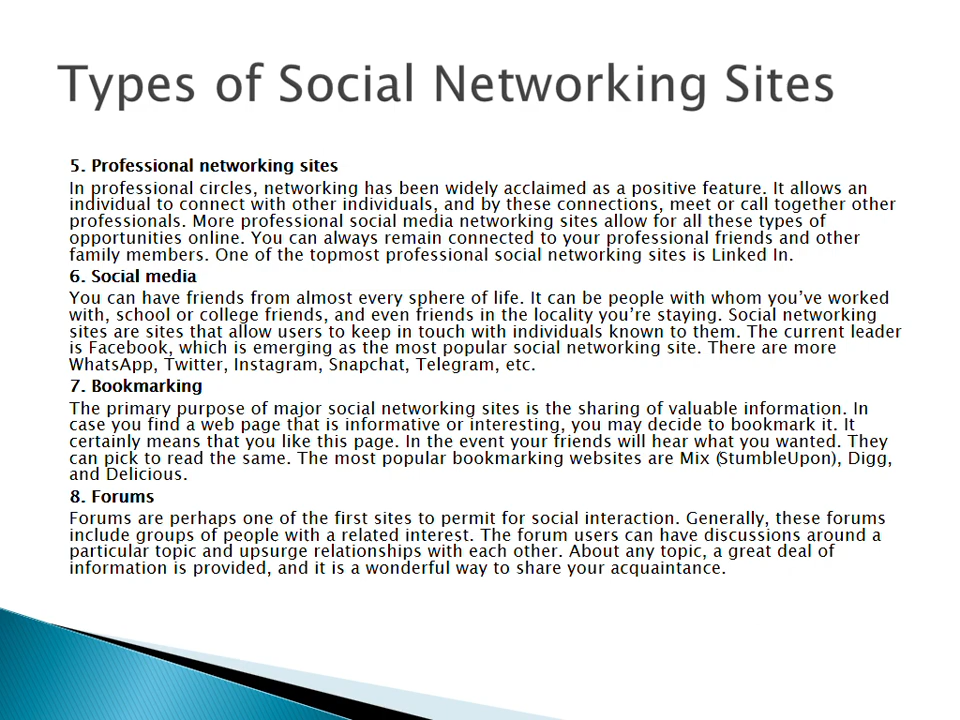 Types of Social Networking Sites
5. Professional networking sites
In professional circles, networking has been widely acclaimed as a positive feature. It allows an
individual to connect with other individuals, and by these connections, meet or call together other
professionals. More professional social media networking sites allow for all these types of
opportunities online. You can always remain connected to your professional friends and other
family members. One of the topmost professional social networking sites is Linked In.
6. Social media
You can have friends from almost every sphere of life. It can be people with whom you’ve worked
with, school or college friends, and even friends in the locality you’re staying. Social networking
sites are sites that allow users to keep in touch with individuals known to them. The current leader
is Facebook, which is emerging as the most popular social networking site. There are more
WhatsApp, Twitter, Instagram, Snapchat, Telegram, etc.
7. Bookmarking
The primary purpose of major social networking sites is the sharing of valuable information. In
case you find a web page that is informative or interesting, you may decide to bookmark it. It
certainly means that you like this page. In the event your friends will hear what you wanted. They
can pick to read the same. The most popular bookmarking websites are Mix (StumbleUpon), Digg,
and Delicious.
8. Forums
Forums are perhaps one of the first sites to permit for social interaction. Generally, these forums
include groups of people with a related interest. The forum users can have discussions around a
particular topic and upsurge relationships with each other. About any topic, a great deal of
information is provided, and it is a wonderful way to share your acquaintance.